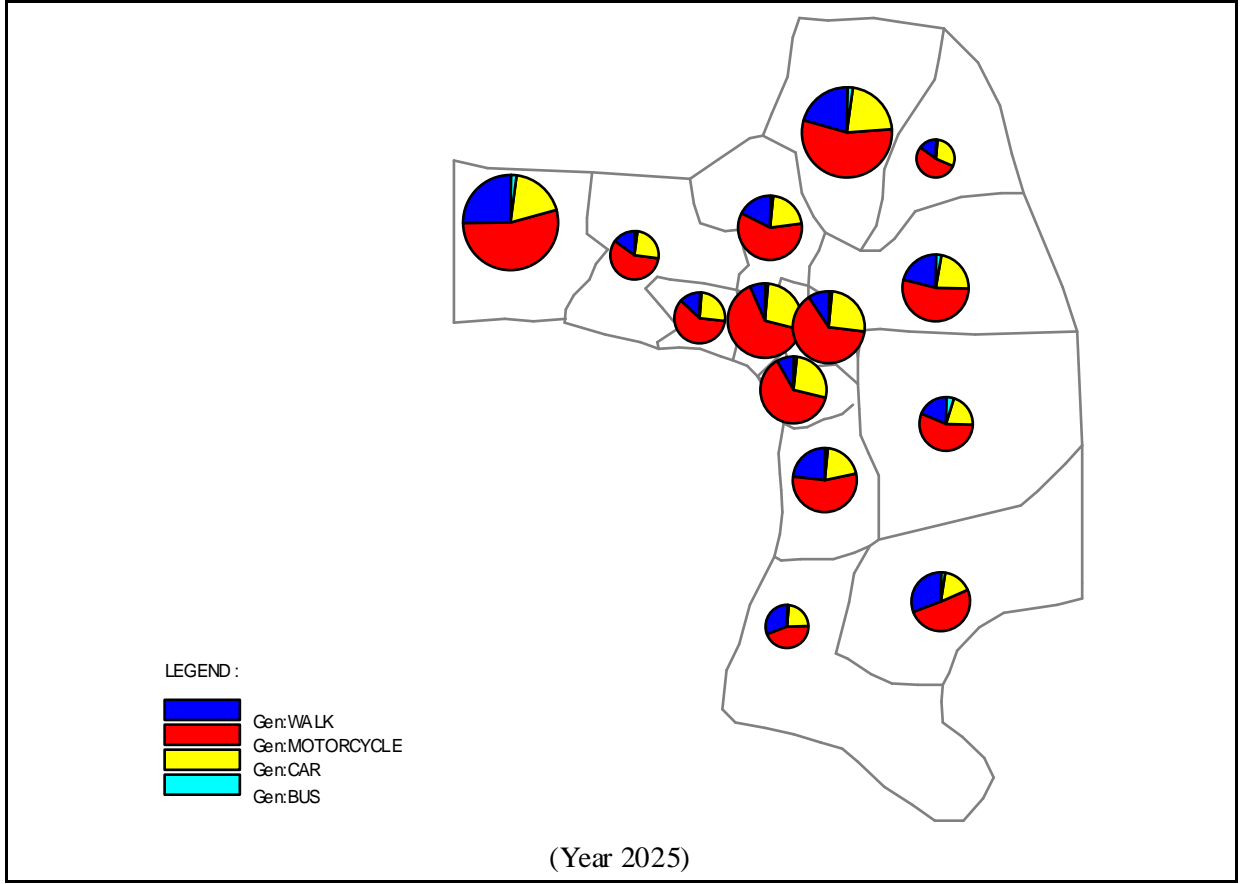 LEGEND :
Gen:WALK
Gen:MOTORCYCLE
Gen:CAR
Gen:BUS
(Year 2025)